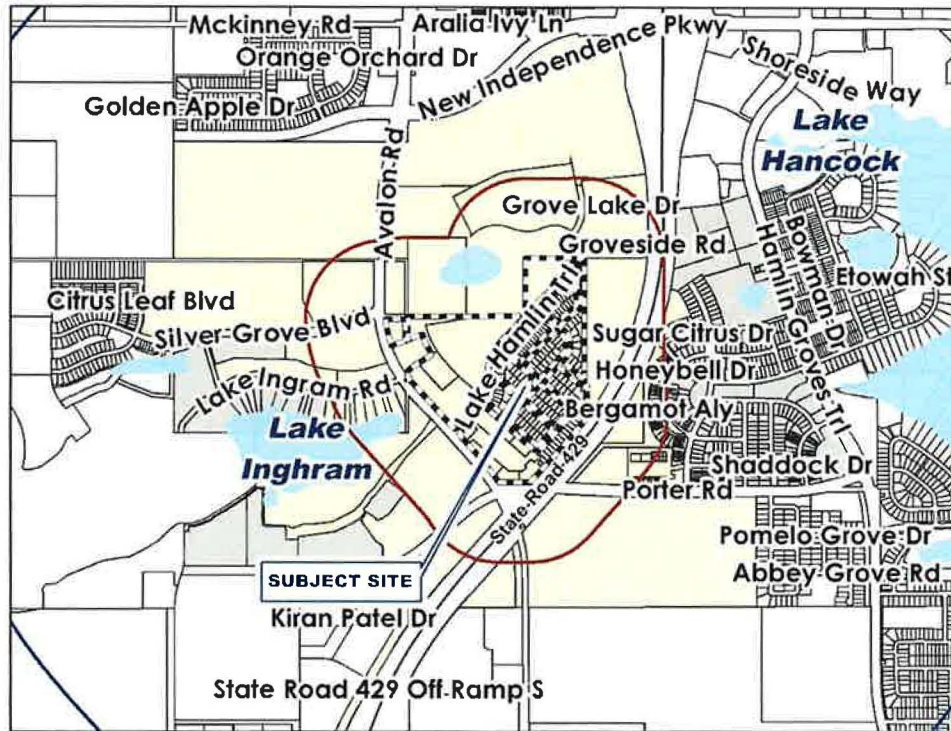 Mckinney Rd
Aralia Ivy Ln
Orange Orchard Dr
New Independence Pkwy
Shoreside Way
Golden Apple Dr
Lake
Hancock
Avalon Rd
Grove Lake Dr
Groveside Rd
Hamlin Groves Trl
Bowman Dr
Etowah St
Citrus Leaf Blvd
Silver Grove Blvd
Lake Hamlin Trl
Sugar Citrus Dr
Lake Ingram Rd
Honeybell Dr
Bergamot Aly
Lake
Inghram
State Road 429
Shaddock Dr
Porter Rd
Pomelo Grove Dr
Abbey Grove Rd
SUBJECT SITE
Kiran Patel Dr
State Road 429 Off Ramp S